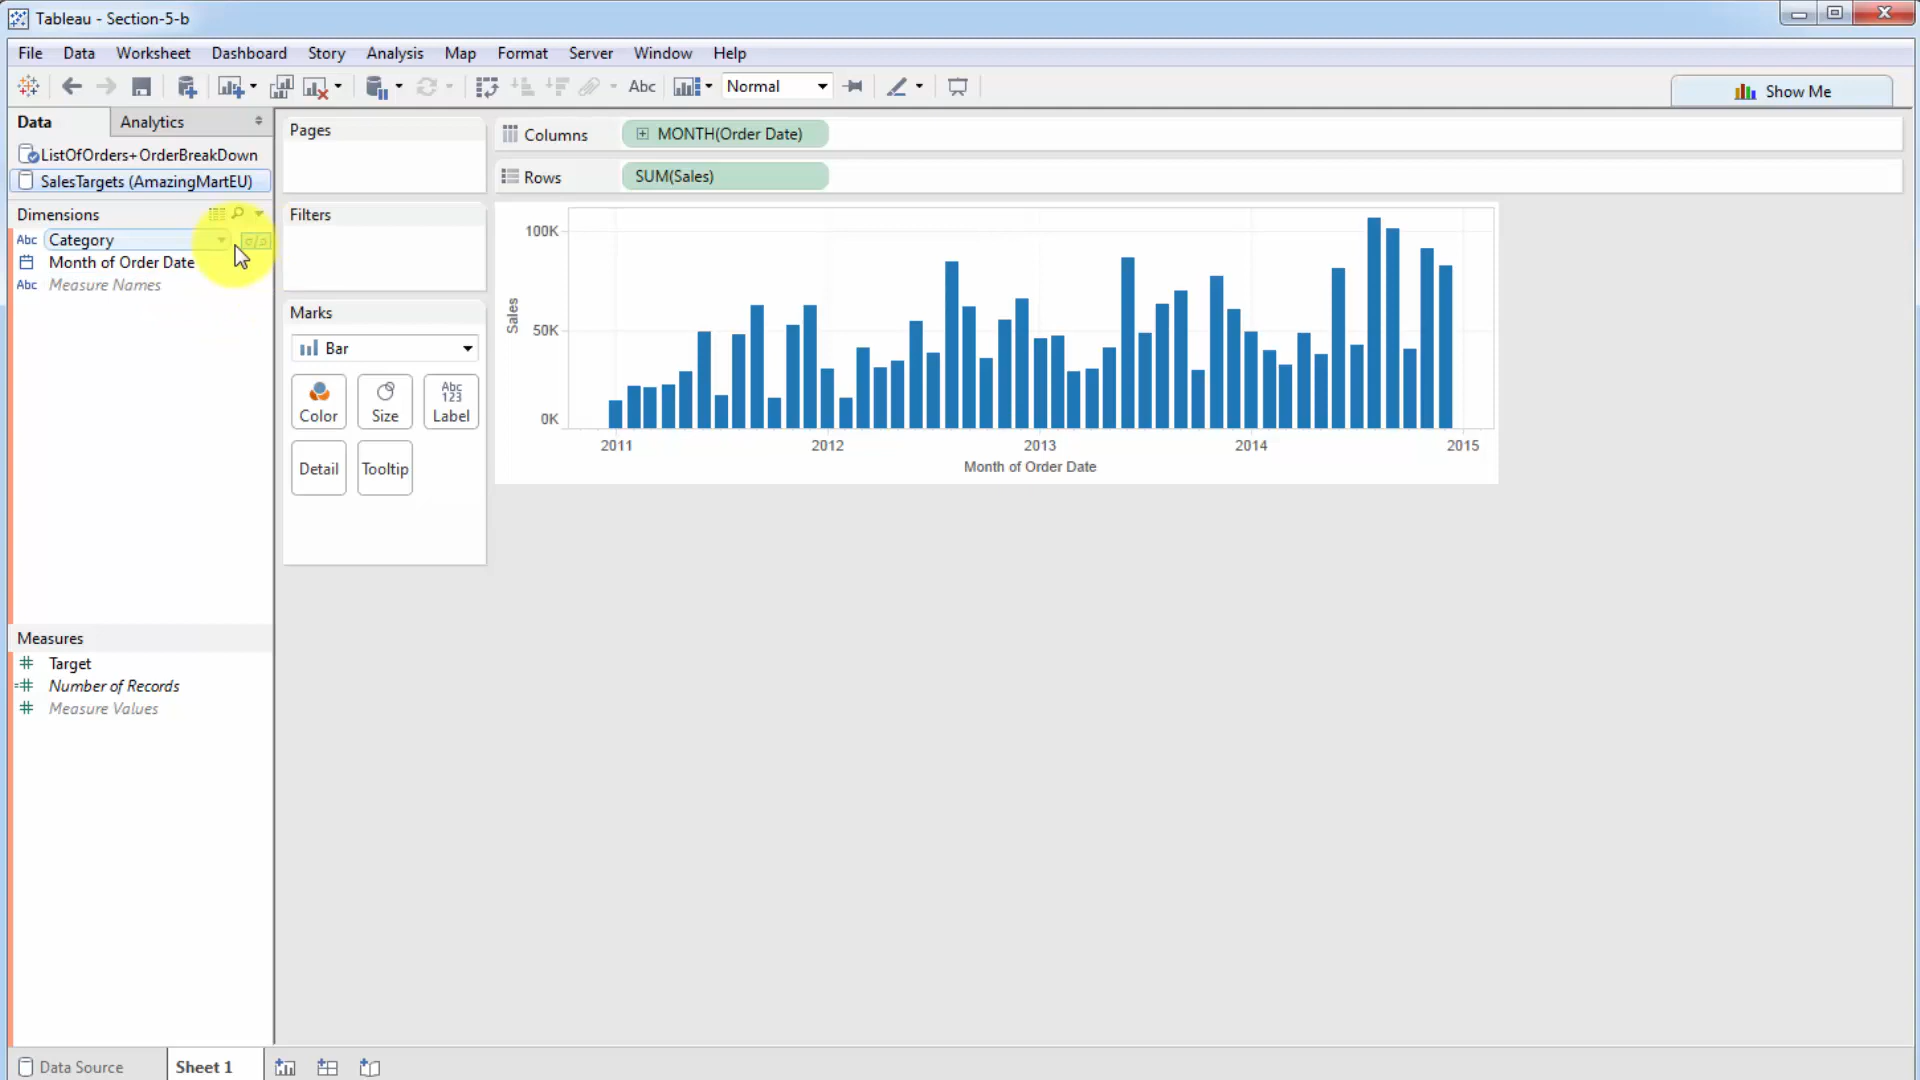 Tableau - Section-5-b
File Data Worksheet Dashboard Story Analysis Map Format Server Window Help
Abc Normal Show Me
Data Analytics
ListOfOrders+OrderBreakDown
SalesTargets (AmazingMartEU)
Dimensions
Abc Category
Month of Order Date
Abc Measure Names
Measures
Target
Number of Records
Measure Values
Pages
Filters
Marks
Bar
Color Size Abc 123 Label
Detail Tooltip
Columns MONTH(Order Date)
Rows SUM(Sales)
Sales
100K
50K
0K
2011 2012 2013 2014 2015
Month of Order Date
Data Source Sheet 1